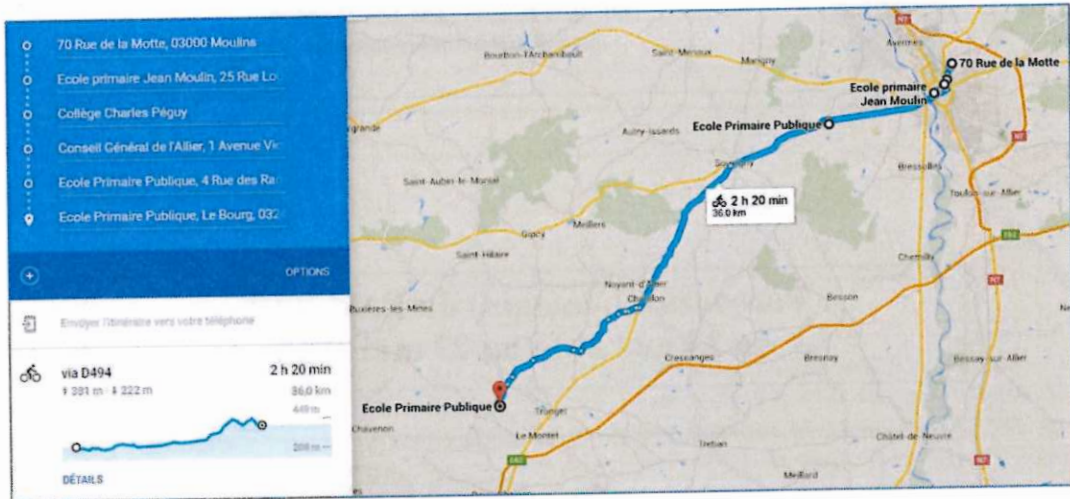 70 Rue de la Motte, 03000 Moulins
Ecole primaire Jean Moulin, 25 Rue Lo
Collège Charles Péguy
Conseil Général de l'Allier, 1 Avenue Vic
Ecole Primaire Publique, 4 Rue des Ra
Ecole Primaire Publique, Le Bourg, 032
OPTIONS
Envoyer l'itinéraire vers votre téléphone
via D494
2 h 20 min
36,0 km
449 m
DÉTAILS
Bourbon-l'Archambault
Saint-Menoux
Marigny
Avermes
N7
70 Rue de la Motte
Ecole primaire
Jean Moulin
Ecole Primaire Publique
Autry-Issards
Souvigny
Bressolles
N7
Saint-Aubin-le-Monial
2 h 20 min
36,0 km
Toulon-sur-Allier
Meillers
Gipcy
Saint-Hilaire
Chemilly
Noyant-d'Allier
Châtillon
Buxières-les-Mines
Besson
Cressanges
Bresnay
Bessay-sur-Allier
Ecole Primaire Publique
Tronget
Chavenon
Le Montet
Treban
Châtel-de-Neuvre
N7
Meillard